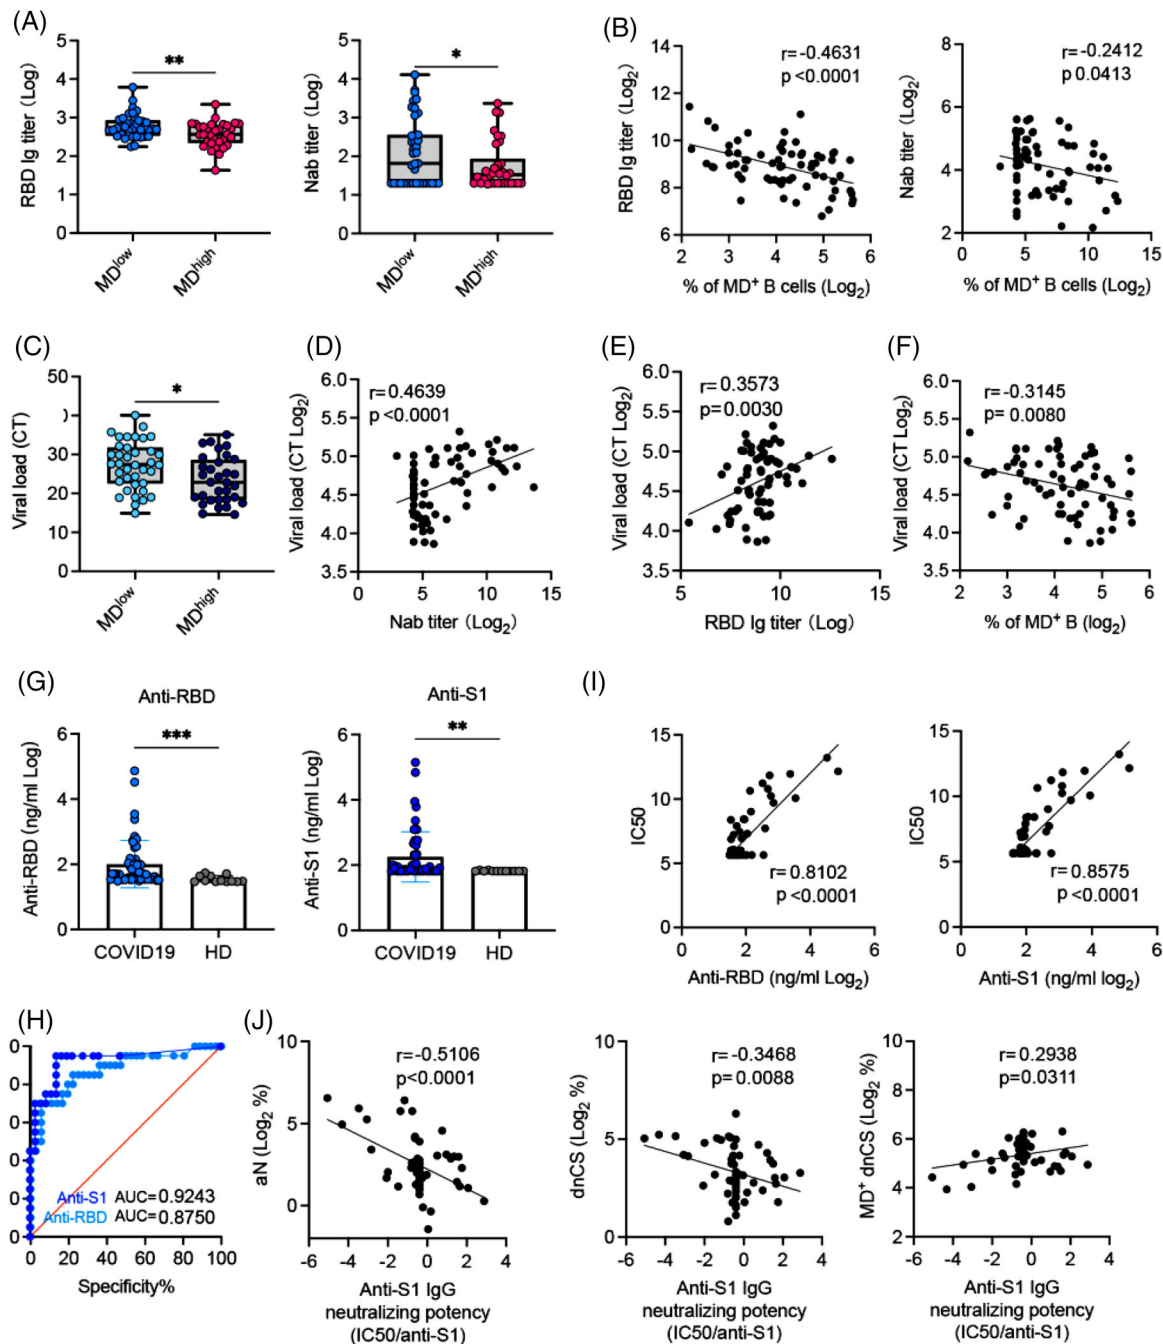 (A)
5
4
3
2
1
0
RBD Ig titer (Log)
**
MD^low
MD^high
5
4
3
2
1
0
Nab titer (Log)
*
MD^low
MD^high
(B)
14
12
10
8
6
RBD Ig titer (Log₂)
r=-0.4631
p <0.0001
2 3 4 5 6
% of MD⁺ B cells (Log₂)
8
6
4
2
Nab titer (Log₂)
r=-0.2412
p 0.0413
0 5 10 15
% of MD⁺ B cells (Log₂)
(C)
50
30
20
10
0
Viral load (CT)
*
MD^low
MD^high
(D)
6.0
5.5
5.0
4.5
4.0
3.5
Viral load (CT Log₂)
r=0.4639
p <0.0001
0 5 10 15
Nab titer (Log₂)
(E)
6.0
5.5
5.0
4.5
4.0
3.5
Viral load (CT Log₂)
r= 0.3573
p= 0.0030
5 10 15
RBD Ig titer (Log)
(F)
6.0
5.5
5.0
4.5
4.0
3.5
Viral load (CT Log₂)
r=-0.3145
p= 0.0080
2 3 4 5 6
% of MD⁺ B (log₂)
(G)
Anti-RBD
6
4
2
0
Anti-RBD (ng/ml Log)
***
COVID19 HD
Anti-S1
6
4
2
0
Anti-S1 (ng/ml Log)
**
COVID19 HD
(I)
15
10
5
0
IC50
r=0.8102
p <0.0001
0 2 4 6
Anti-RBD (ng/ml Log₂)
15
10
5
0
IC50
r=0.8575
p <0.0001
0 2 4 6
Anti-S1 (ng/ml log₂)
(H)
0
0
0
0
0
0
Anti-S1 AUC=0.9243
Anti-RBD AUC=0.8750
0 20 40 60 80 100
Specificity%
(J)
10
5
0
aN (Log₂ %)
r=-0.5106
p<0.0001
-6 -4 -2 0 2 4
Anti-S1 IgG
neutralizing potency
(IC50/anti-S1)
10
5
0
dnCS (Log₂ %)
r=-0.3468
p= 0.0088
-6 -4 -2 0 2 4
Anti-S1 IgG
neutralizing potency
(IC50/anti-S1)
10
8
6
4
2
MD⁺ dnCS (Log₂ %)
r=0.2938
p=0.0311
-6 -4 -2 0 2 4
Anti-S1 IgG
neutralizing potency
(IC50/anti-S1)